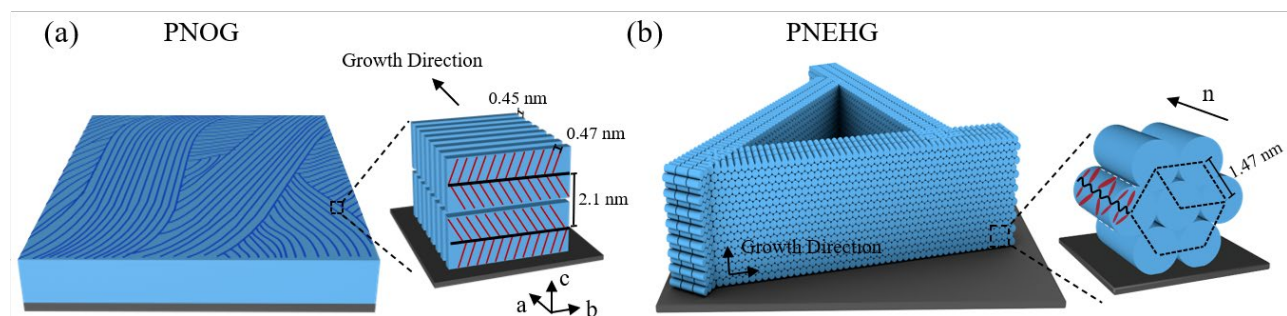 (a) PNOG
Growth Direction
0.45 nm
0.47 nm
2.1 nm
c
a
b
(b) PNEHG
Growth Direction
n
1.47 nm